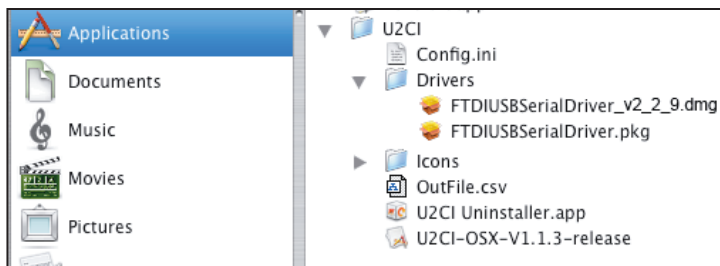 Applications
Documents
Music
Movies
Pictures
U2CI
Config.ini
Drivers
FTDIUSBSerialDriver_v2_2_9.dmg
FTDIUSBSerialDriver.pkg
Icons
OutFile.csv
U2CI Uninstaller.app
U2CI-OSX-V1.1.3-release